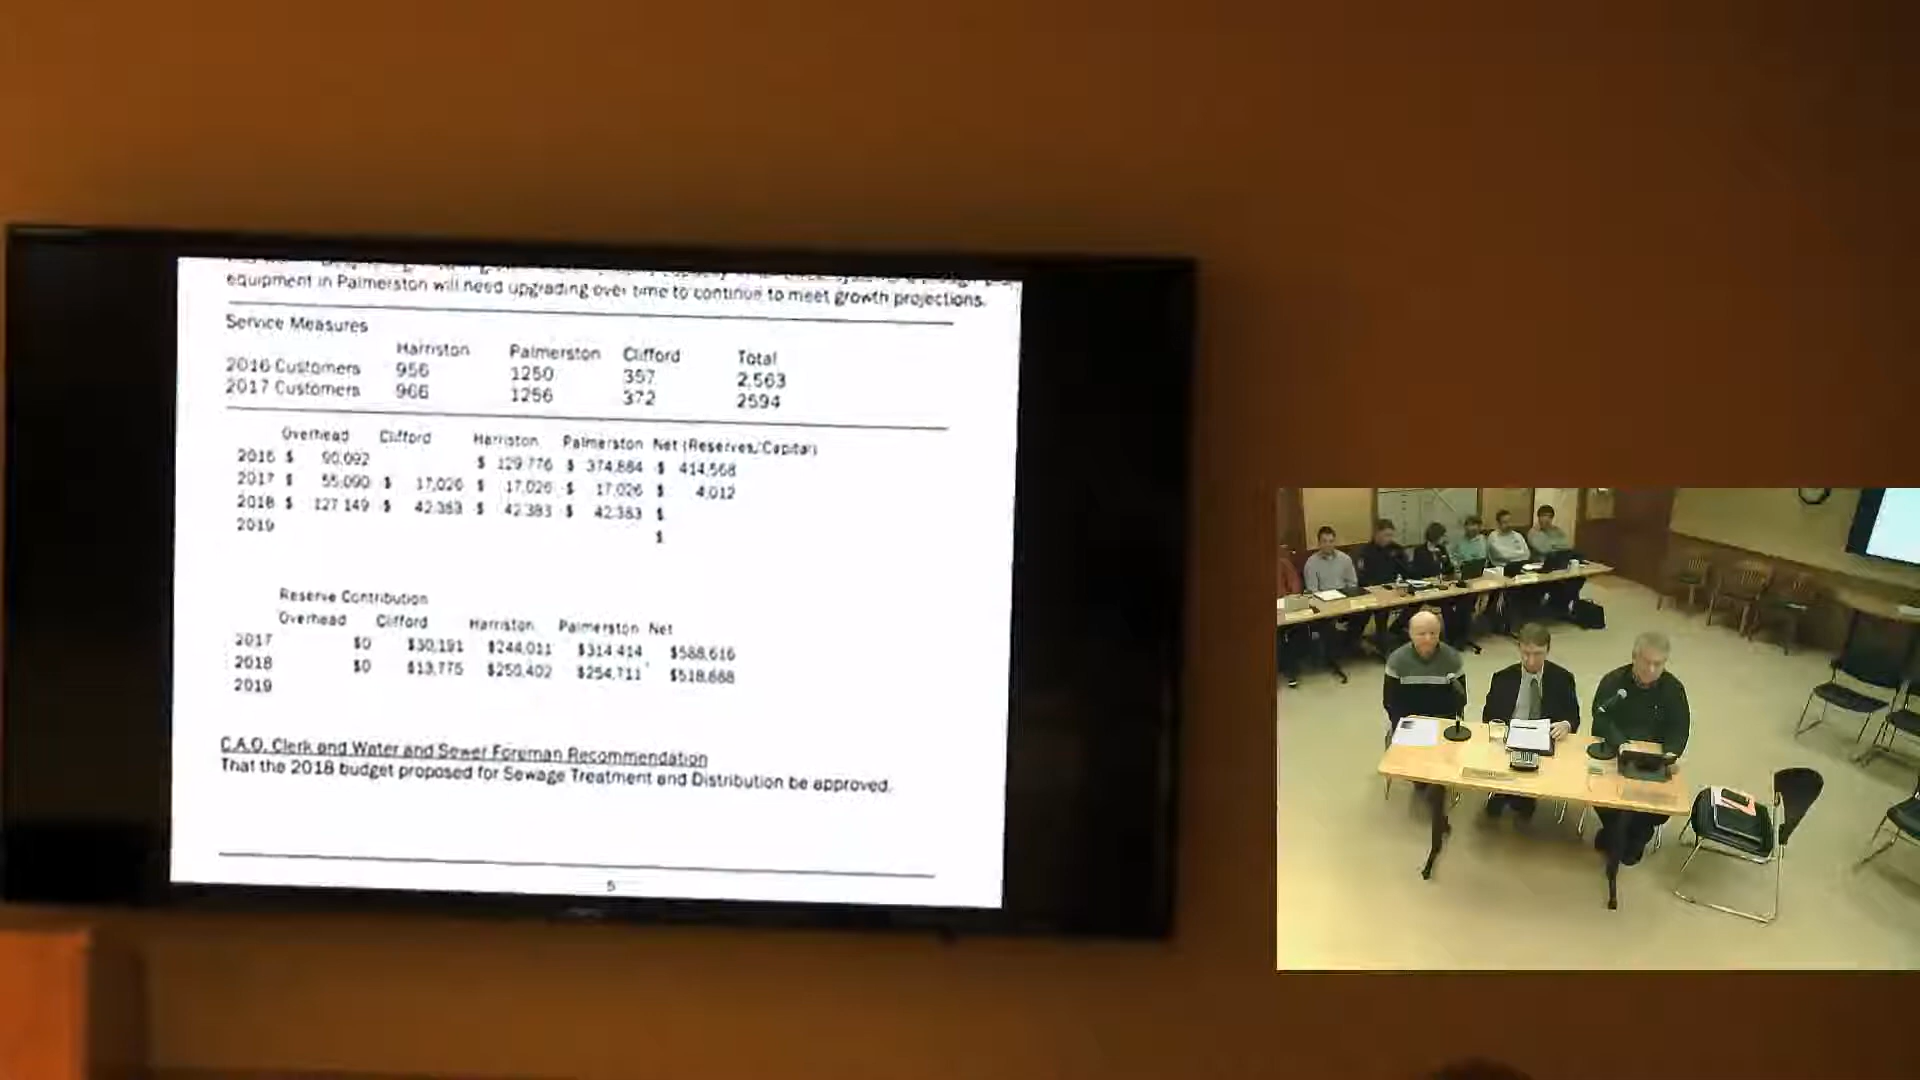 equipment in Palmerston will need upgrading over time to continue to meet growth projections.
Service Measures
Harriston Palmerston Clifford Total
2016 Customers 956 1250 357 2,563
2017 Customers 966 1256 372 2594
Overhead Clifford Harriston Palmerston Net (Reserves/Capital)
2016 $ 90,092 $ 129,776 $ 374,884 $ 414,568
2017 $ 55,090 $ 17,026 $ 17,026 $ 17,026 $ 4,012
2018 $ 127,149 $ 42,383 $ 42,383 $ 42,383 $
2019 $
Reserve Contribution
Overhead Clifford Harriston Palmerston Net
2017 $0 $30,191 $244,011 $314,414 $588,616
2018 $0 $13,775 $250,402 $254,711 $518,888
2019
C.A.O. Clerk and Water and Sewer Foreman Recommendation
That the 2018 budget proposed for Sewage Treatment and Distribution be approved.
5